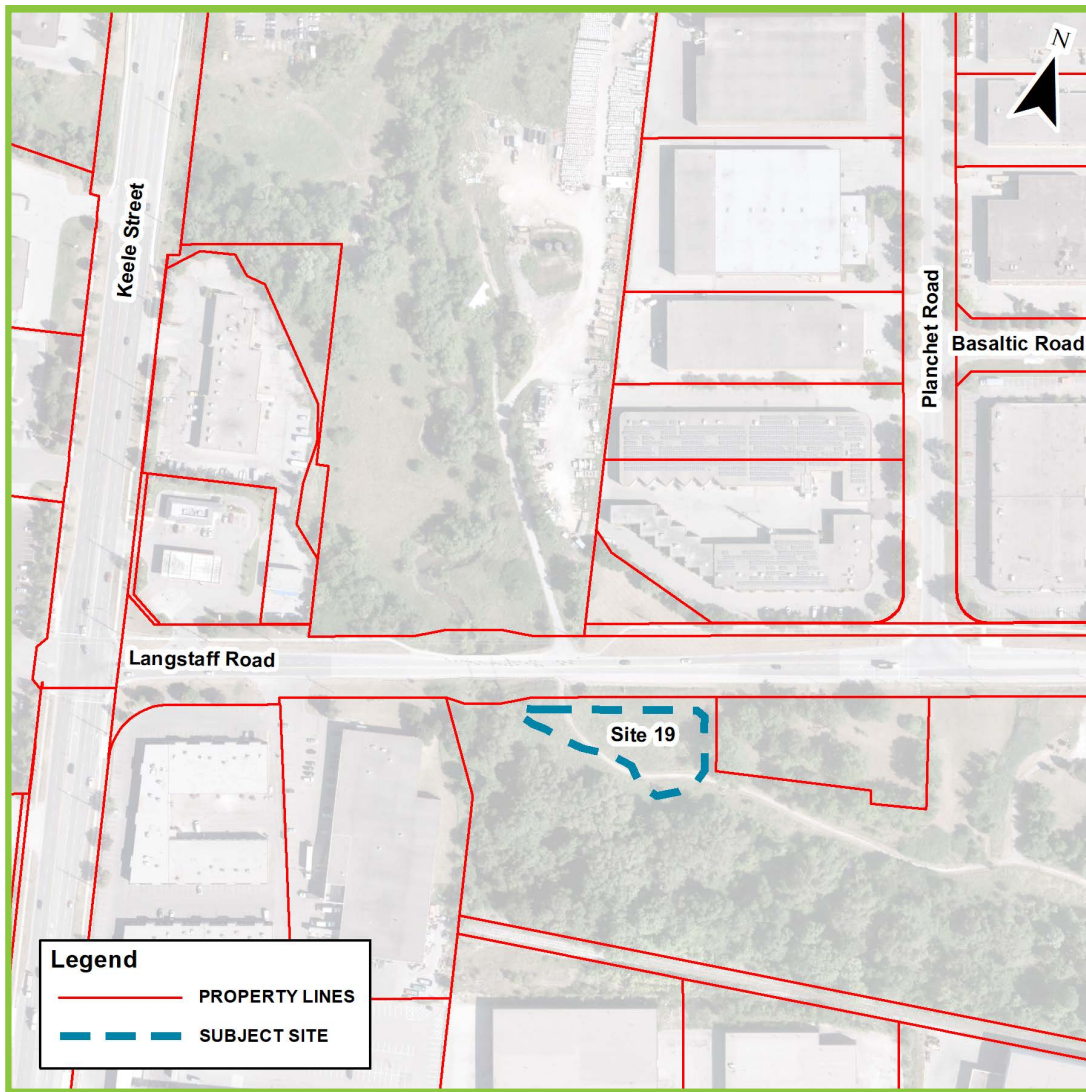 N
Keele Street
Planchet Road
Basaltic Road
Langstaff Road
Site 19
Legend
PROPERTY LINES
SUBJECT SITE